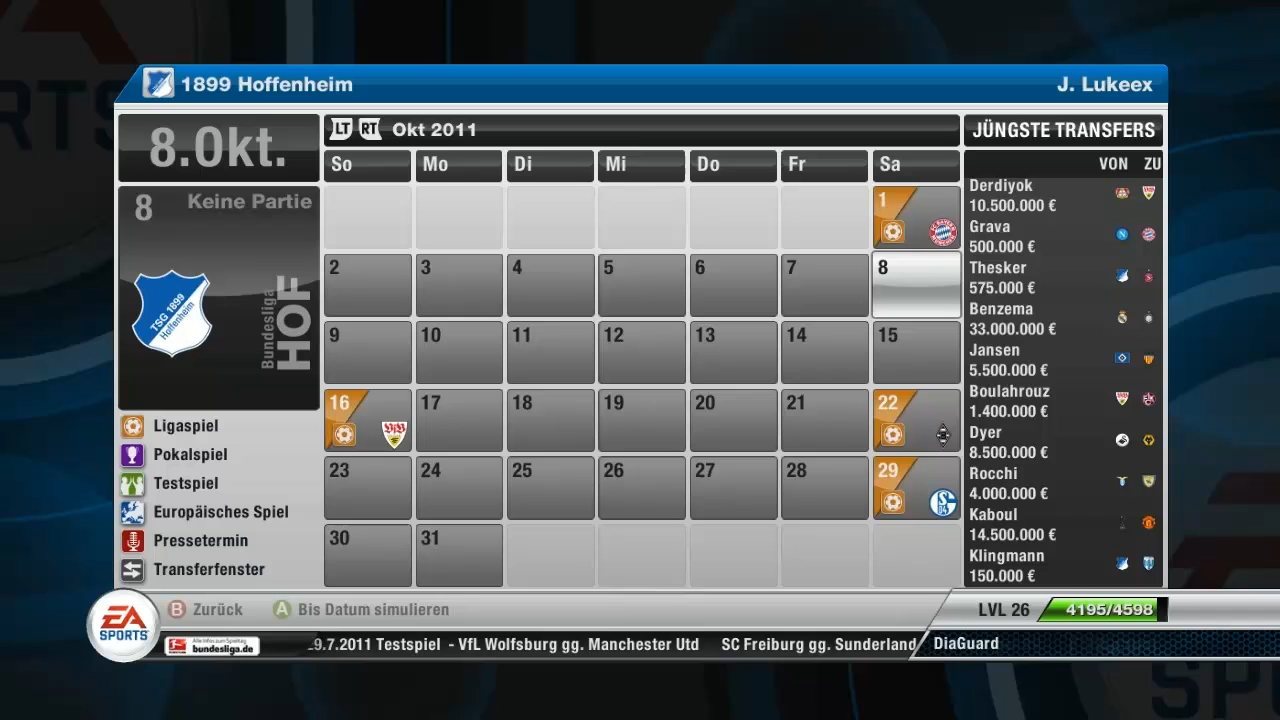 1899 Hoffenheim
J. Lukeex
8.Okt.
LT RT Okt 2011
So Mo Di Mi Do Fr Sa
1
2 3 4 5 6 7 8
9 10 11 12 13 14 15
16 17 18 19 20 21 22
23 24 25 26 27 28 29
30 31
8 Keine Partie
TSG 1899
Hoffenheim
Bundesliga
HOF
Ligaspiel
Pokalspiel
Testspiel
Europäisches Spiel
Pressetermin
Transferfenster
JÜNGSTE TRANSFERS
VON ZU
Derdiyok
10.500.000 €
Grava
500.000 €
Thesker
575.000 €
Benzema
33.000.000 €
Jansen
5.500.000 €
Boulahrouz
1.400.000 €
Dyer
8.500.000 €
Rocchi
4.000.000 €
Kaboul
14.500.000 €
Klingmann
150.000 €
B Zurück A Bis Datum simulieren
LVL 26 4195/4598
EA
SPORTS
bundesliga.de
9.7.2011 Testspiel - VfL Wolfsburg gg. Manchester Utd SC Freiburg gg. Sunderland
DiaGuard